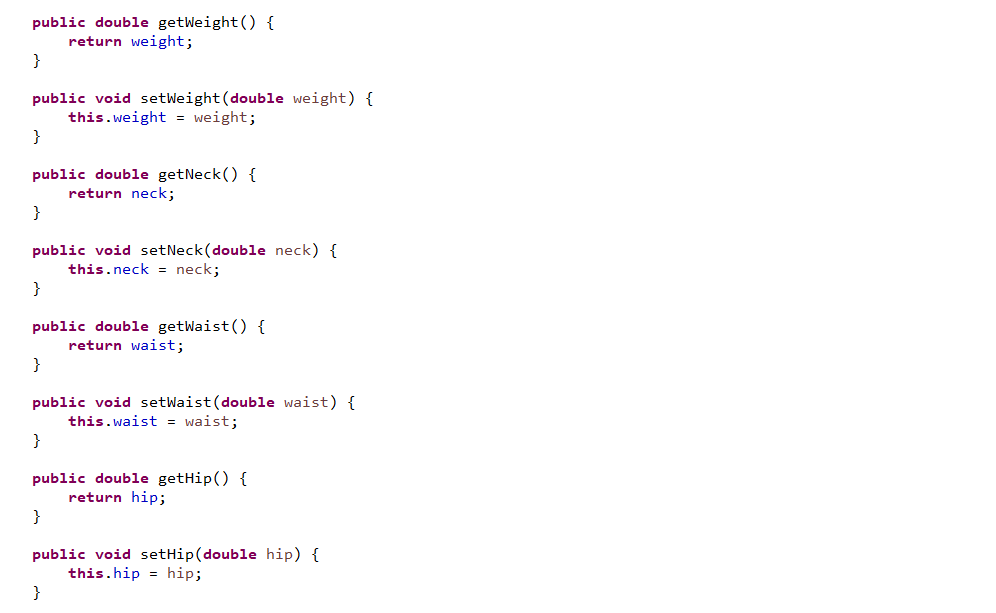 public double getWeight() {
    return weight;
}

public void setWeight(double weight) {
    this.weight = weight;
}

public double getNeck() {
    return neck;
}

public void setNeck(double neck) {
    this.neck = neck;
}

public double getWaist() {
    return waist;
}

public void setWaist(double waist) {
    this.waist = waist;
}

public double getHip() {
    return hip;
}

public void setHip(double hip) {
    this.hip = hip;
}